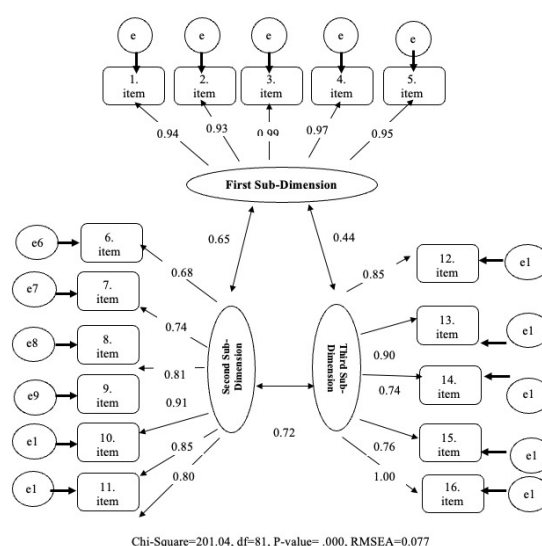 e e e e e
1.
item
2.
item
3.
item
4.
item
5.
item
0.94 0.93 0.99 0.97 0.95
First Sub-Dimension
0.65 0.44
e6
6.
item
0.68
e7
7.
item
0.74
e8
8.
item
0.81
e9
9.
item
0.91
e1
10.
item
0.85
e1
11.
item
0.80
Second Sub-
Dimension
0.72
Third Sub-
Dimension
0.85
12.
item
e1
0.90
13.
item
e1
0.74
14.
item
e1
0.76
15.
item
e1
1.00
16.
item
e1
Chi-Square=201.04, df=81, P-value= .000, RMSEA=0.077